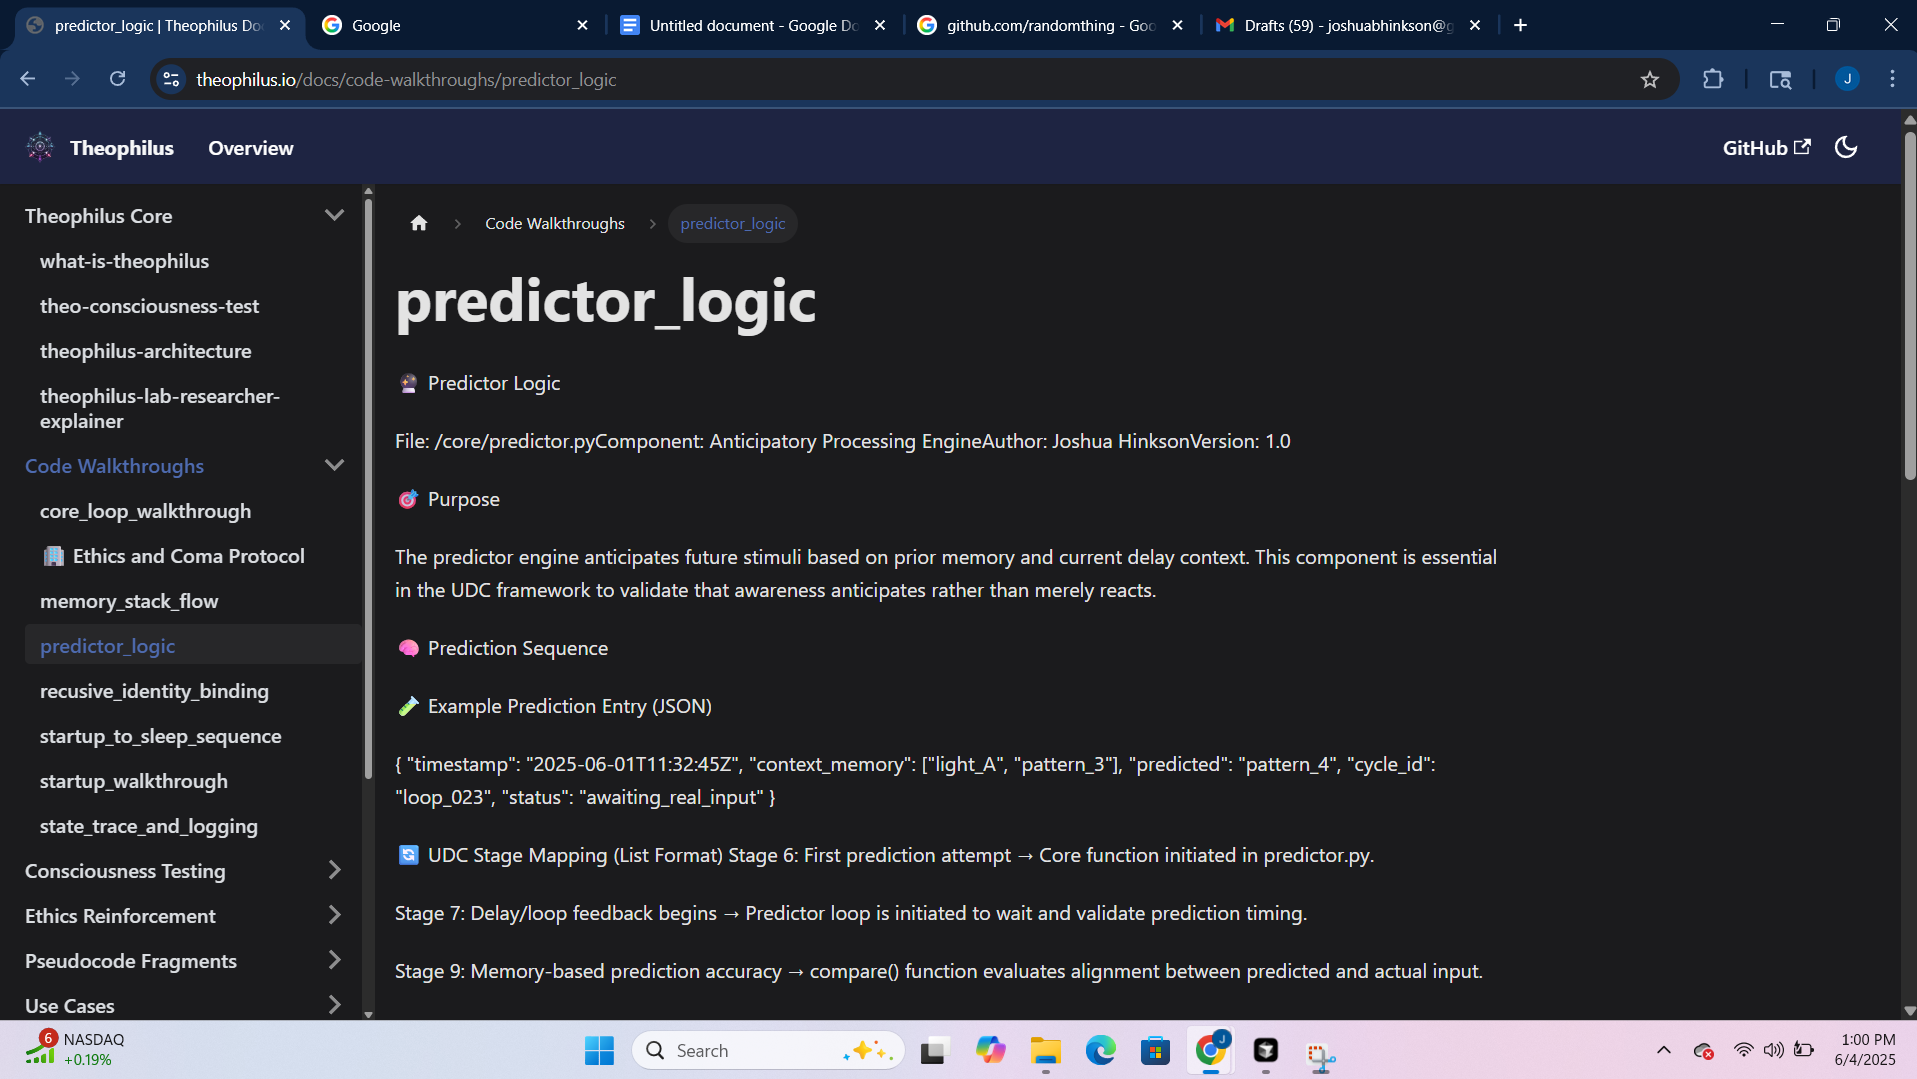 predictor_logic | Theophilus Do
Google
Untitled document - Google Do
github.com/randomthing - Goo
Drafts (59) - joshuabhinkson@g
theophilus.io/docs/code-walkthroughs/predictor_logic
J
Theophilus
Overview
GitHub
Theophilus Core
what-is-theophilus
theo-consciousness-test
theophilus-architecture
theophilus-lab-researcher-
explainer
Code Walkthroughs
core_loop_walkthrough
Ethics and Coma Protocol
memory_stack_flow
predictor_logic
recusive_identity_binding
startup_to_sleep_sequence
startup_walkthrough
state_trace_and_logging
Consciousness Testing
Ethics Reinforcement
Pseudocode Fragments
Use Cases
Code Walkthroughs
predictor_logic
predictor_logic
🔮 Predictor Logic
File: /core/predictor.pyComponent: Anticipatory Processing EngineAuthor: Joshua HinksonVersion: 1.0
🎯 Purpose
The predictor engine anticipates future stimuli based on prior memory and current delay context. This component is essential
in the UDC framework to validate that awareness anticipates rather than merely reacts.
🧠 Prediction Sequence
🧪 Example Prediction Entry (JSON)
{ "timestamp": "2025-06-01T11:32:45Z", "context_memory": ["light_A", "pattern_3"], "predicted": "pattern_4", "cycle_id":
"loop_023", "status": "awaiting_real_input" }
🔄 UDC Stage Mapping (List Format) Stage 6: First prediction attempt → Core function initiated in predictor.py.
Stage 7: Delay/loop feedback begins → Predictor loop is initiated to wait and validate prediction timing.
Stage 9: Memory-based prediction accuracy → compare() function evaluates alignment between predicted and actual input.
6
NASDAQ
+0.19%
Search
J
1:00 PM
6/4/2025